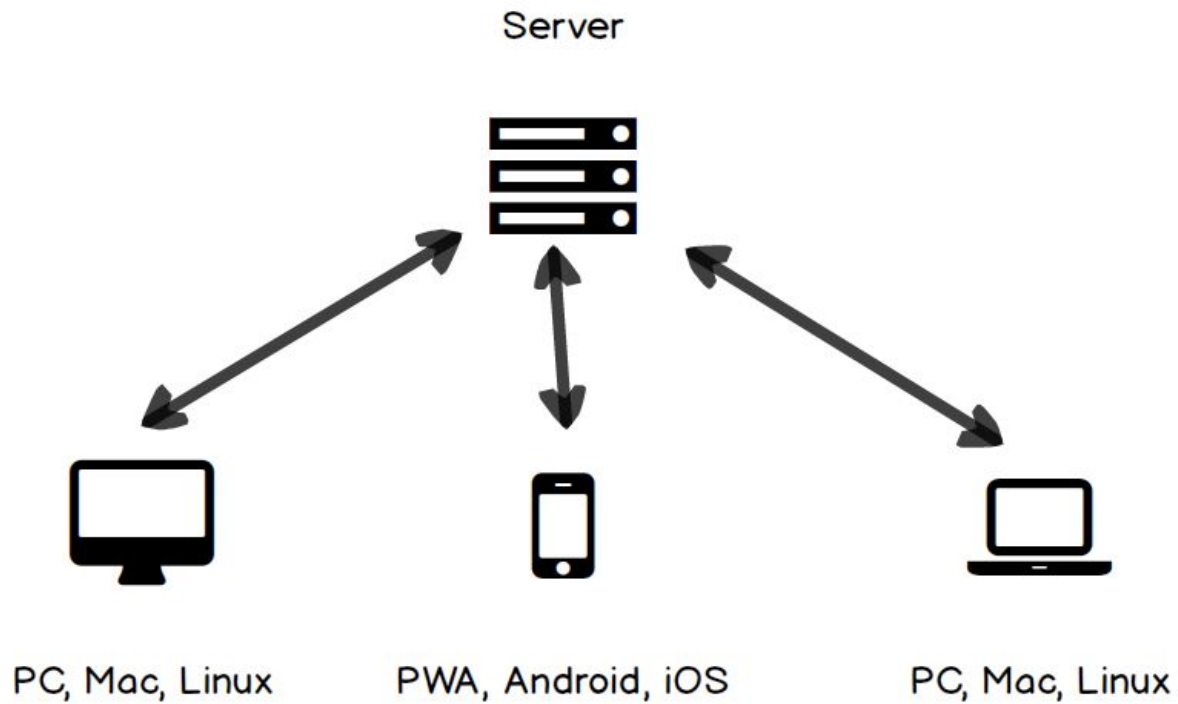 Server
PC, Mac, Linux
PWA, Android, iOS
PC, Mac, Linux